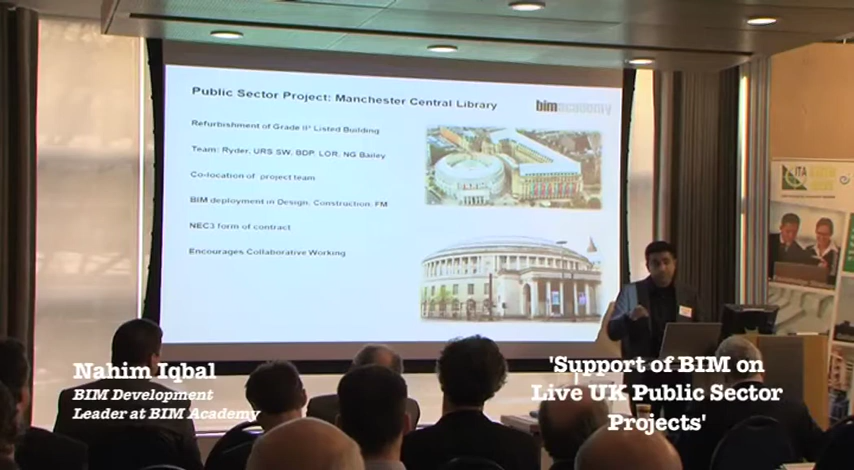 Public Sector Project: Manchester Central Library
bimacademy
Refurbishment of Grade II* Listed Building
Team: Ryder, URS SW, BDP, LOR, NG Bailey
Co-location of project team
BIM deployment in Design, Construction, FM
NEC3 form of contract
Encourages Collaborative Working
ITA
Nahim Iqbal
BIM Development
Leader at BIM Academy
'Support of BIM on
Live UK Public Sector
Projects'